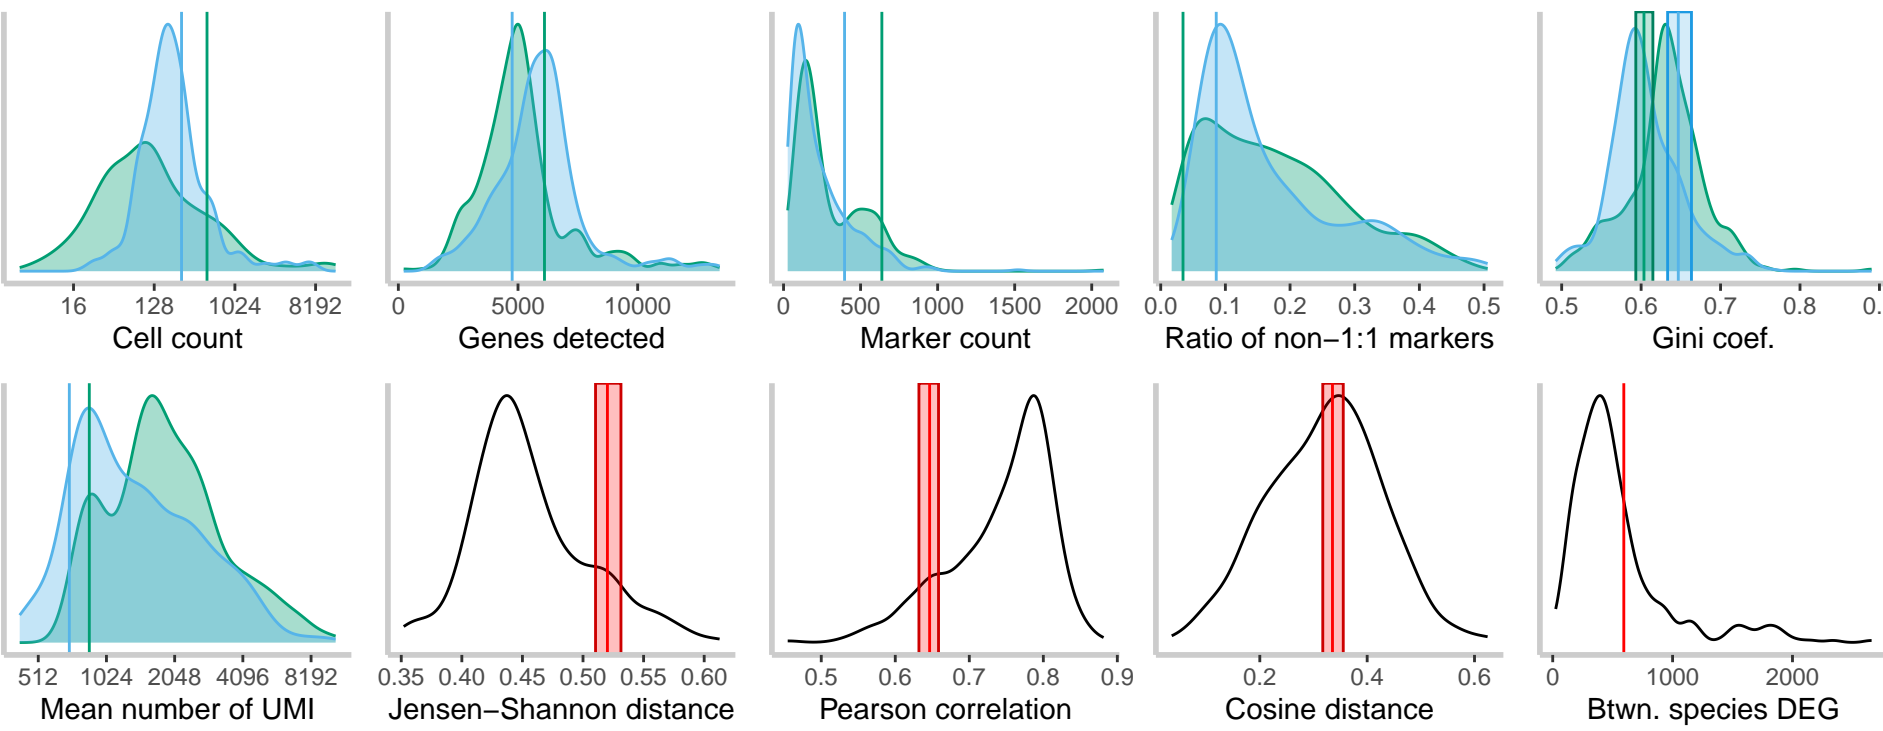 16 128 1024 8192
Cell count
0 5000 10000
Genes detected
0 500 1000 1500 2000
Marker count
0.0 0.1 0.2 0.3 0.4 0.5
Ratio of non−1:1 markers
0.5 0.6 0.7 0.8 0.
Gini coef.
512 1024 2048 4096 8192
Mean number of UMI
0.35 0.40 0.45 0.50 0.55 0.60
Jensen−Shannon distance
0.5 0.6 0.7 0.8 0.9
Pearson correlation
0.2 0.4 0.6
Cosine distance
0 1000 2000
Btwn. species DEG